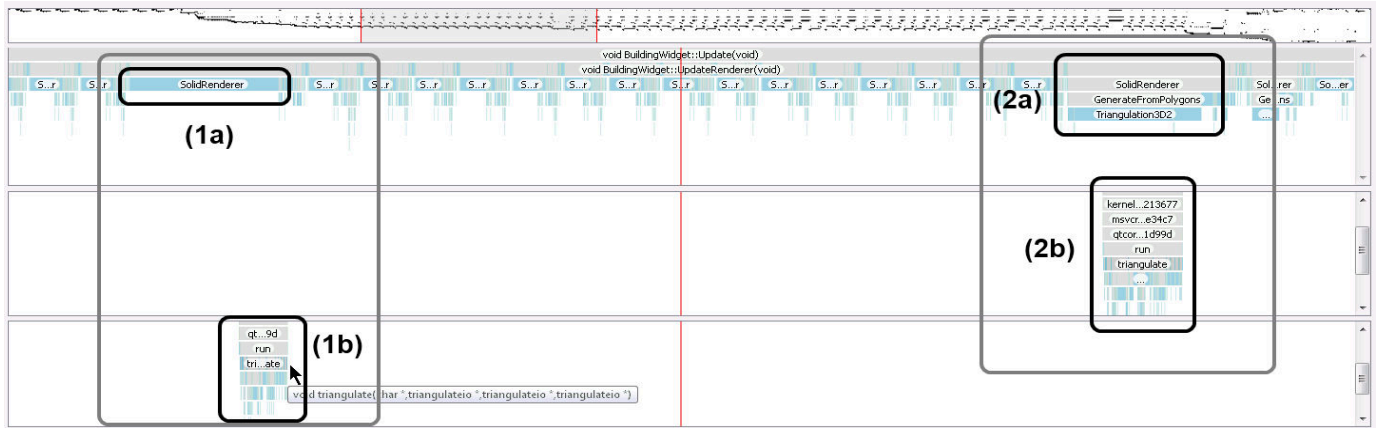 void BuildingWidget::Update(void)
void BuildingWidget::UpdateRenderer(void)
S...r S...r SolidRenderer S...r S...r S...r S...r S...r S...r S...r S...r S...r S...r S...r S...r S...r S...r SolidRenderer Sol...rer So...er
GenerateFromPolygons Ge...ns
Triangulation3D2 ...
(1a)
(2a)
kernel...213677
msvcr...e34c7
qtcor...1d99d
run
triangulate
...
(2b)
qt...9d
run
tri...ate
(1b)
void triangulate(char *,triangulateio *,triangulateio *,triangulateio *)